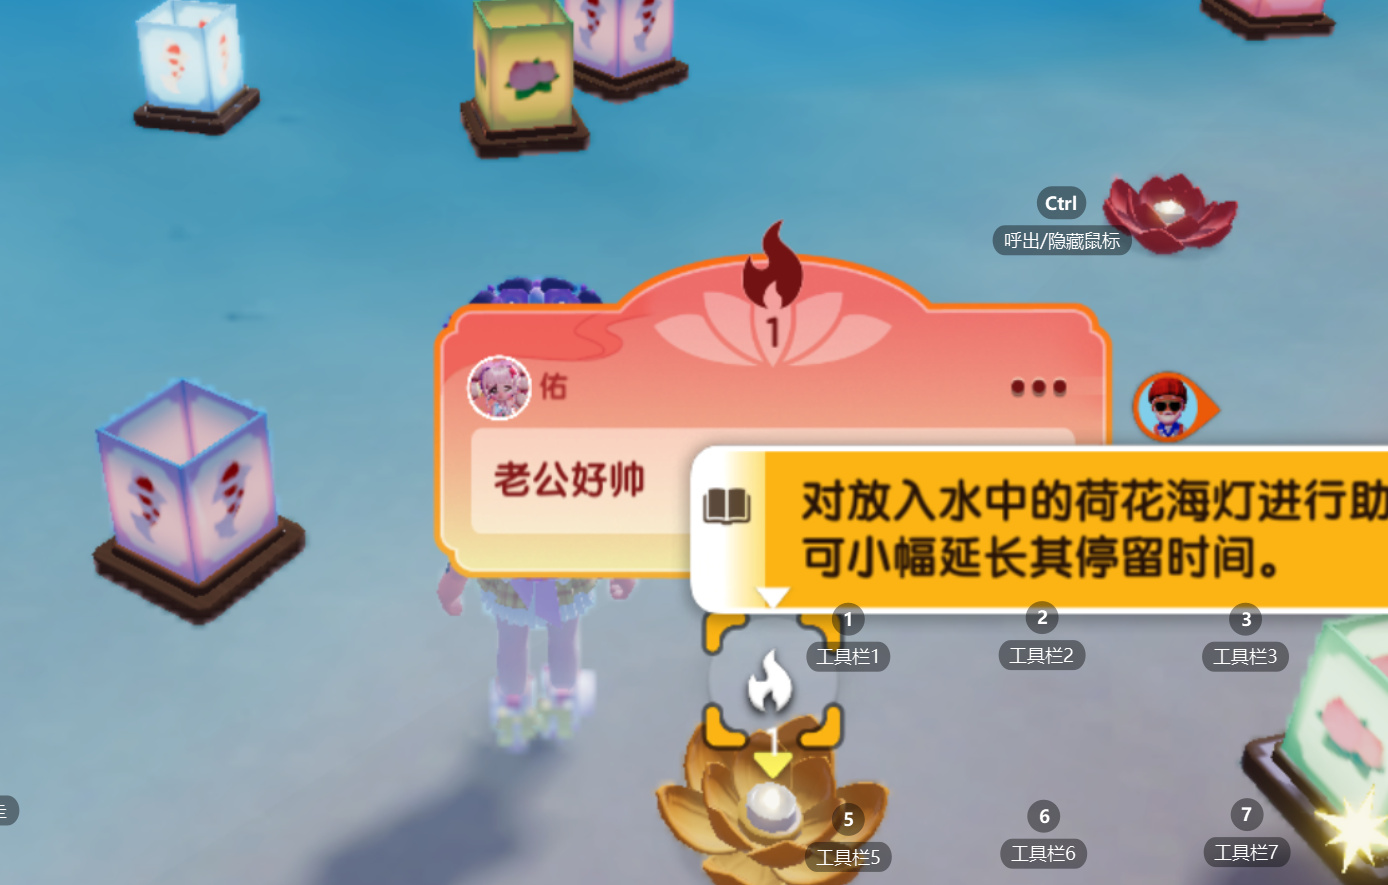 Ctrl
呼出/隐藏鼠标
1
佑
老公好帅
对放入水中的荷花海灯进行助
可小幅延长其停留时间。
1
工具栏1
2
工具栏2
3
工具栏3
1
5
工具栏5
6
工具栏6
7
工具栏7